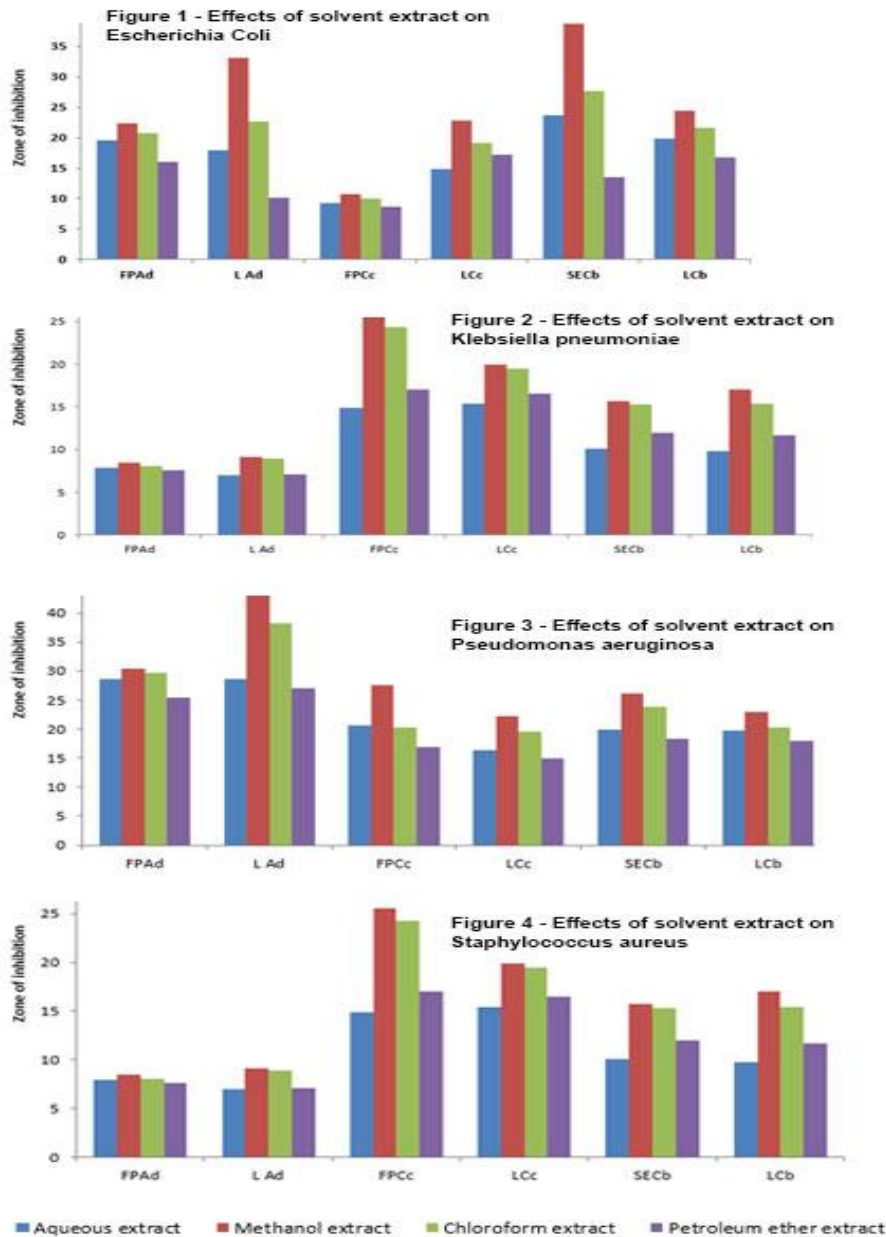 Figure 1 - Effects of solvent extract on
Escherichia Coli
Zone of inhibition
35
30
25
20
15
10
5
0
FPAd L Ad FPCc LCc SECb LCb
Figure 2 - Effects of solvent extract on
Klebsiella pneumoniae
Zone of inhibition
25
20
15
10
5
0
FPAd L Ad FPCc LCc SECb LCb
Figure 3 - Effects of solvent extract on
Pseudomonas aeruginosa
Zone of inhibition
40
35
30
25
20
15
10
5
0
FPAd L Ad FPCc LCc SECb LCb
Figure 4 - Effects of solvent extract on
Staphylococcus aureus
Zone of inhibition
25
20
15
10
5
0
FPAd L Ad FPCc LCc SECb LCb
Aqueous extract Methanol extract Chloroform extract Petroleum ether extract